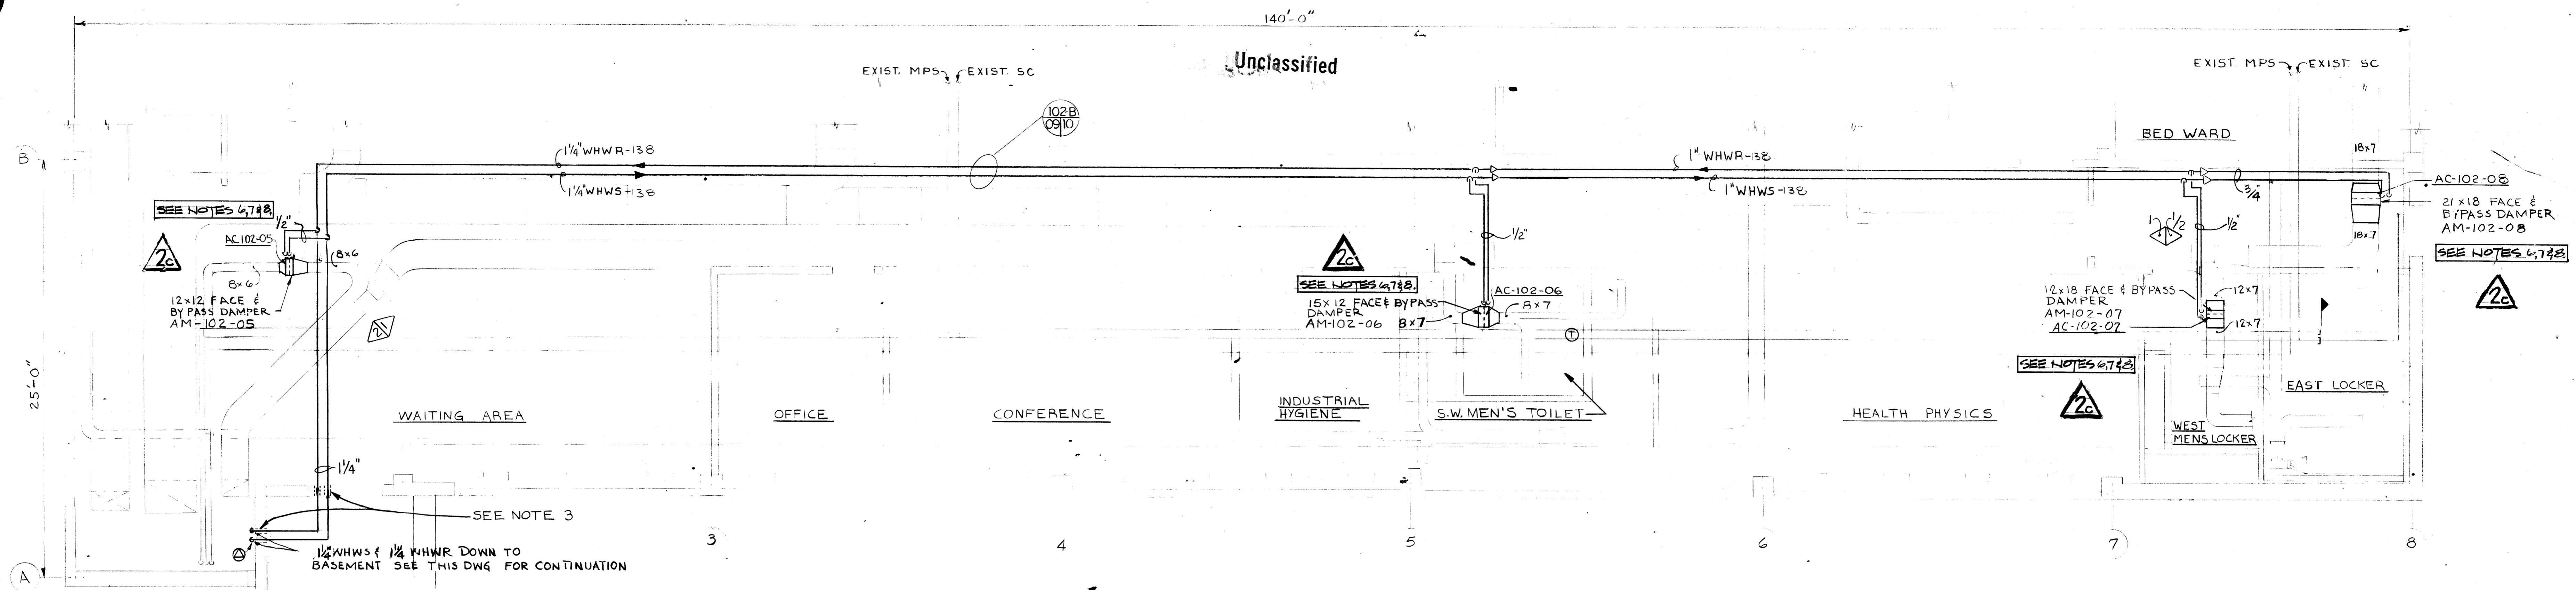 140'-0"
Unclassified
EXIST. MPS
EXIST. SC
EXIST. MPS
EXIST. SC
102-B
09|10
B
1¼" WHWR-138
1¼" WHWS-138
1" WHWR-138
1" WHWS-138
BED WARD
18x7
3/4"
AC-102-08
21x18 FACE &
BYPASS DAMPER
AM-102-08
18x7
SEE NOTES 6,7&8.
2c
SEE NOTES 6,7&8.
1/2"
AC102-05
2c
8x6
8x6
12x12 FACE &
BY PASS DAMPER
AM-102-05
21
1/2"
2c
SEE NOTES 6,7&8.
AC-102-06
15x12 FACE & BYPASS
DAMPER
AM-102-06
8x7
8x7
T
1 1/2
1/2"
12x18 FACE & BYPASS
DAMPER
AM-102-07
AC-102-07
12x7
12x7
SEE NOTES 6,7&8.
2c
25'-0"
WAITING AREA
OFFICE
CONFERENCE
INDUSTRIAL
HYGIENE
S.W. MEN'S TOILET
HEALTH PHYSICS
WEST
MENS LOCKER
EAST LOCKER
1¼"
SEE NOTE 3
1¼" WHWS & 1¼ WHWR DOWN TO
BASEMENT SEE THIS DWG FOR CONTINUATION
3
4
5
6
7
8
A